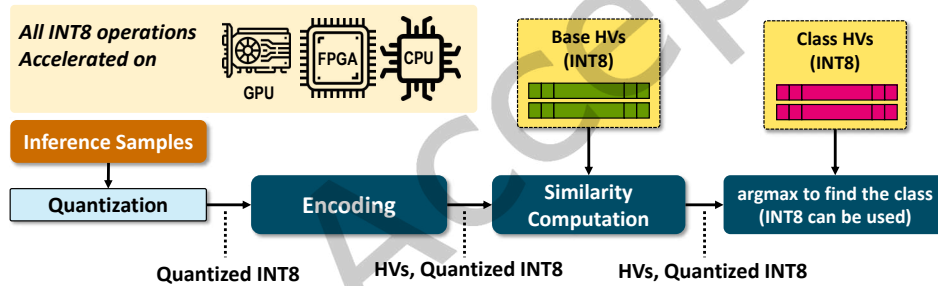 All INT8 operations
Accelerated on
GPU
FPGA
CPU
Base HVs
(INT8)
Class HVs
(INT8)
Inference Samples
Quantization
Encoding
Similarity
Computation
argmax to find the class
(INT8 can be used)
Quantized INT8
HVs, Quantized INT8
HVs, Quantized INT8
Accep